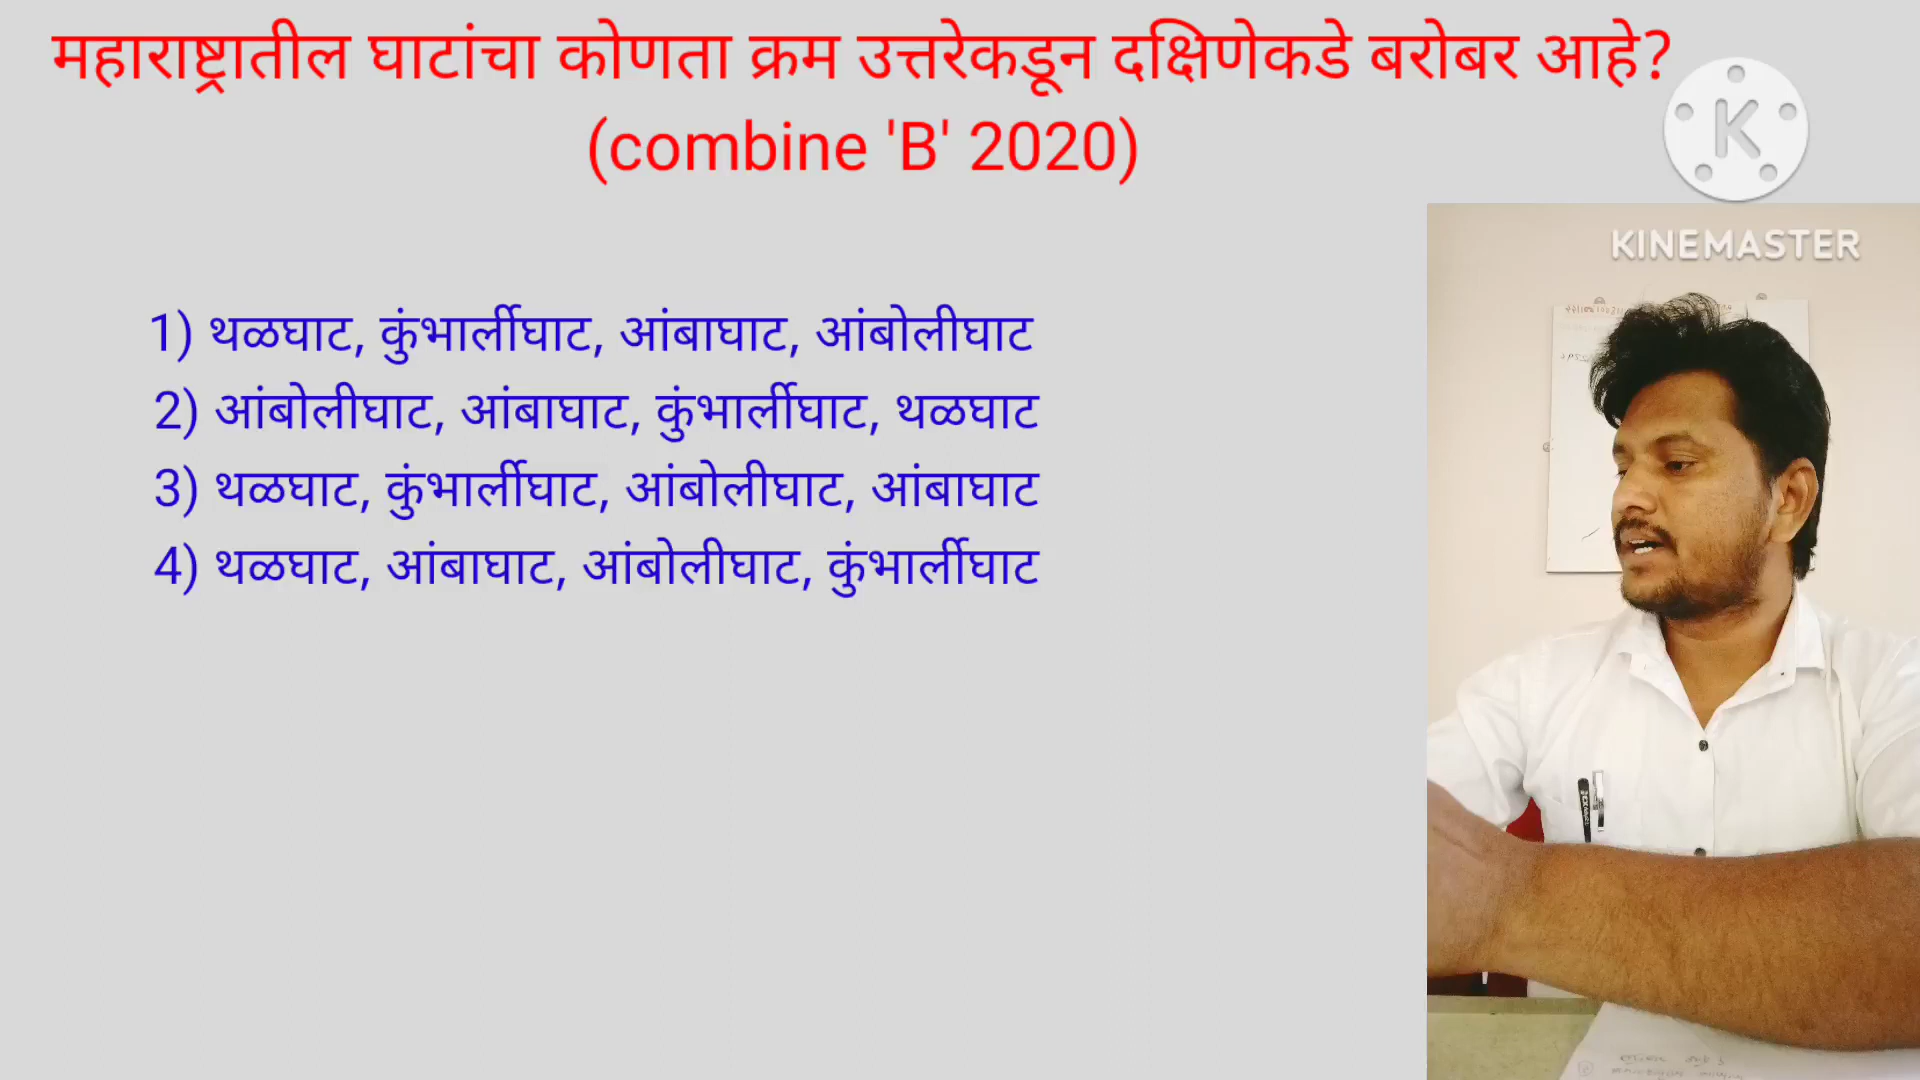 महाराष्ट्रातील घाटांचा कोणता क्रम उत्तरेकडून दक्षिणेकडे बरोबर आहे?
(combine 'B' 2020)
K
KINEMASTER
1) थळघाट, कुंभार्लीघाट, आंबाघाट, आंबोलीघाट
2) आंबोलीघाट, आंबाघाट, कुंभार्लीघाट, थळघाट
3) थळघाट, कुंभार्लीघाट, आंबोलीघाट, आंबाघाट
4) थळघाट, आंबाघाट, आंबोलीघाट, कुंभार्लीघाट